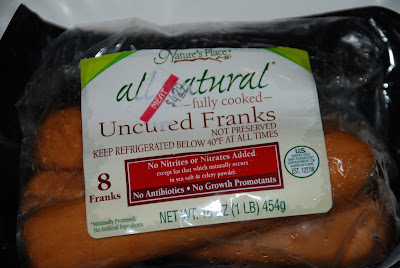 Nature's Place®
all natural*
MEAT
fully cooked
Uncured Franks
NOT PRESERVED
KEEP REFRIGERATED BELOW 40°F AT ALL TIMES
8
Franks
No Nitrites or Nitrates Added
except for that which naturally occurs
in sea salt & celery powder.
No Antibiotics • No Growth Promotants
U.S.
*Minimally Processed.
No Artificial Ingredients.
NET WT. OZ (1 LB) 454g